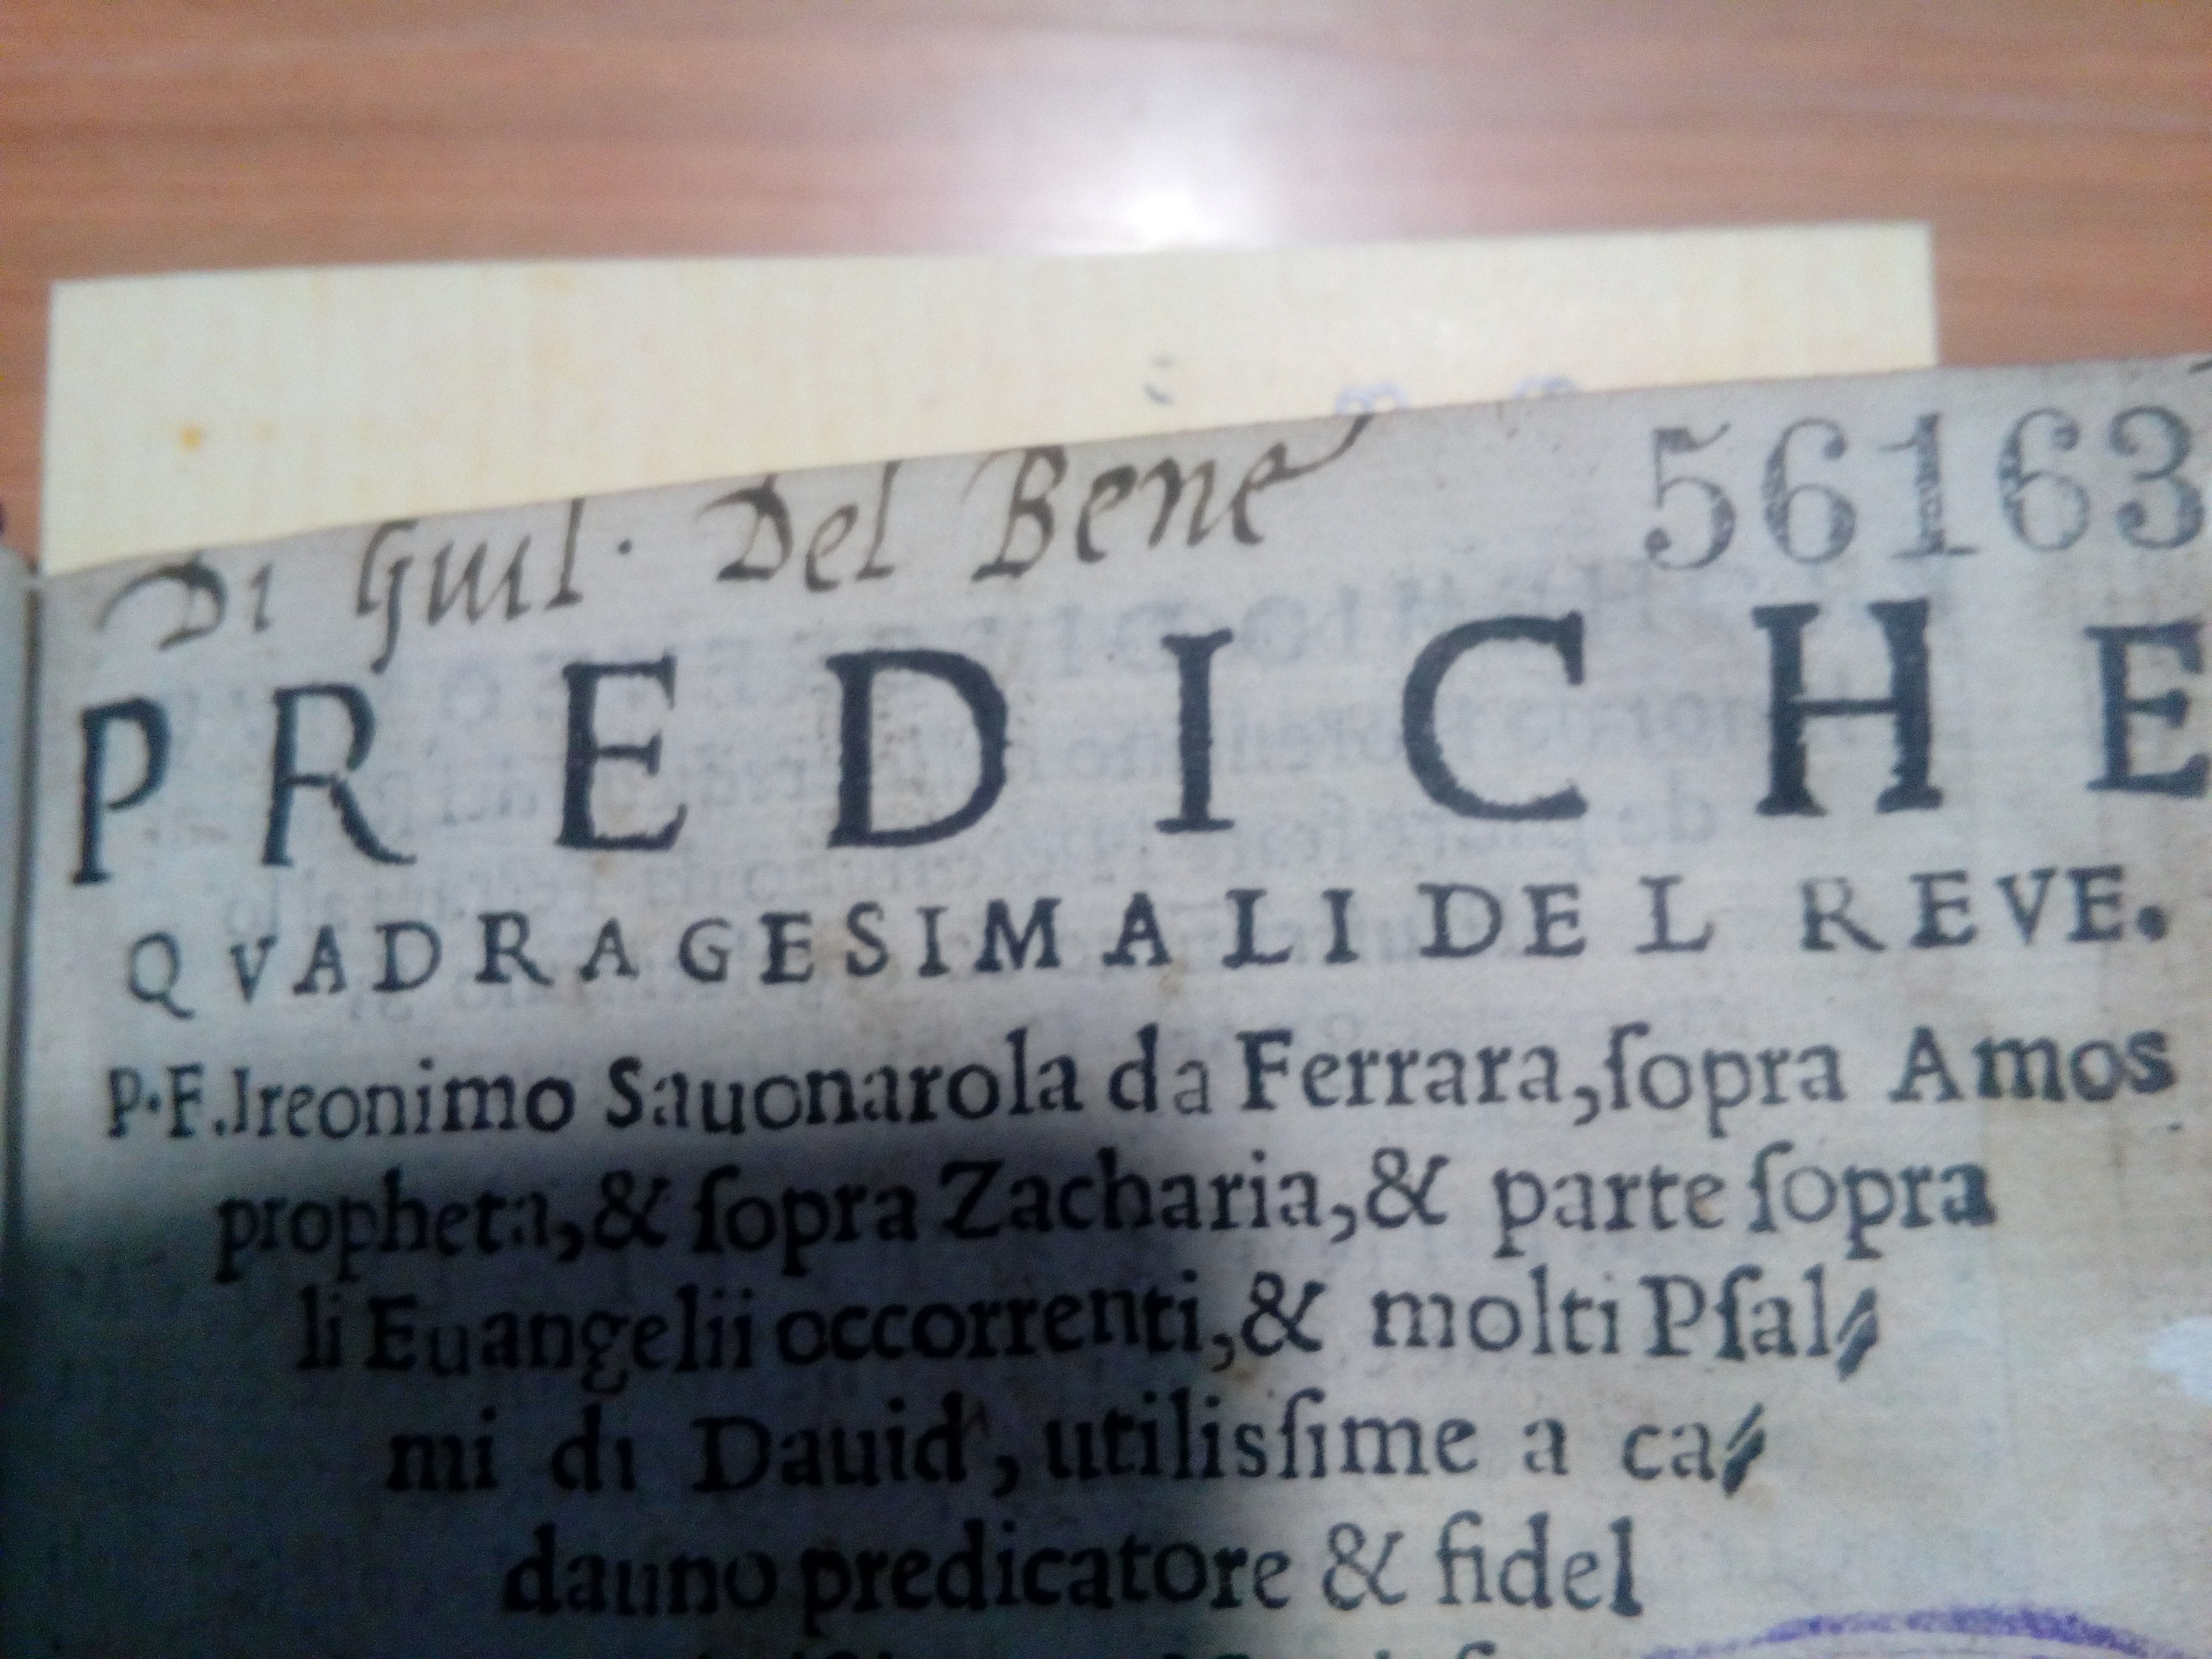 Di Guil. Del Bene
56163
PREDICHE
QVADRAGESIMALI DEL REVE.
P.F.Ireonimo Sauonarola da Ferrara,ſopra Amos
propheta,& ſopra Zacharia,& parte ſopra
li Euangelii occorrenti,& molti Pſal⸗
mi di Dauid, utilisſime a ca⸗
dauno predicatore & fidel